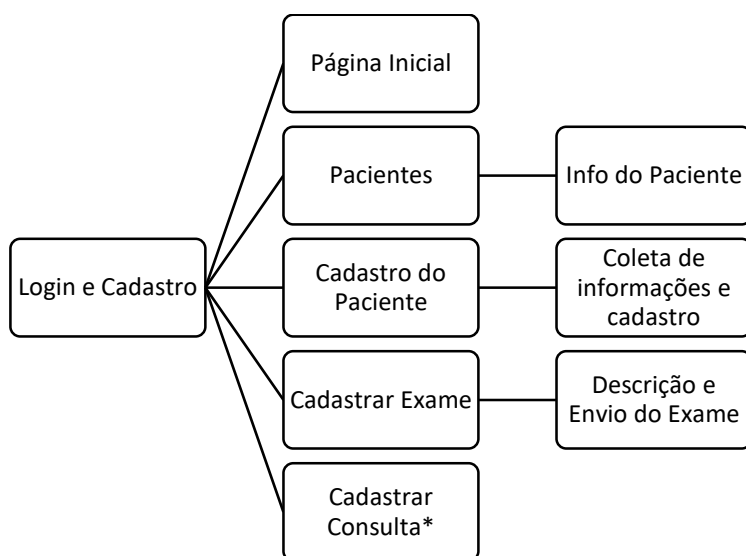 Página Inicial
Pacientes
Info do Paciente
Login e Cadastro
Cadastro do
Paciente
Coleta de
informações e
cadastro
Cadastrar Exame
Descrição e
Envio do Exame
Cadastrar
Consulta*